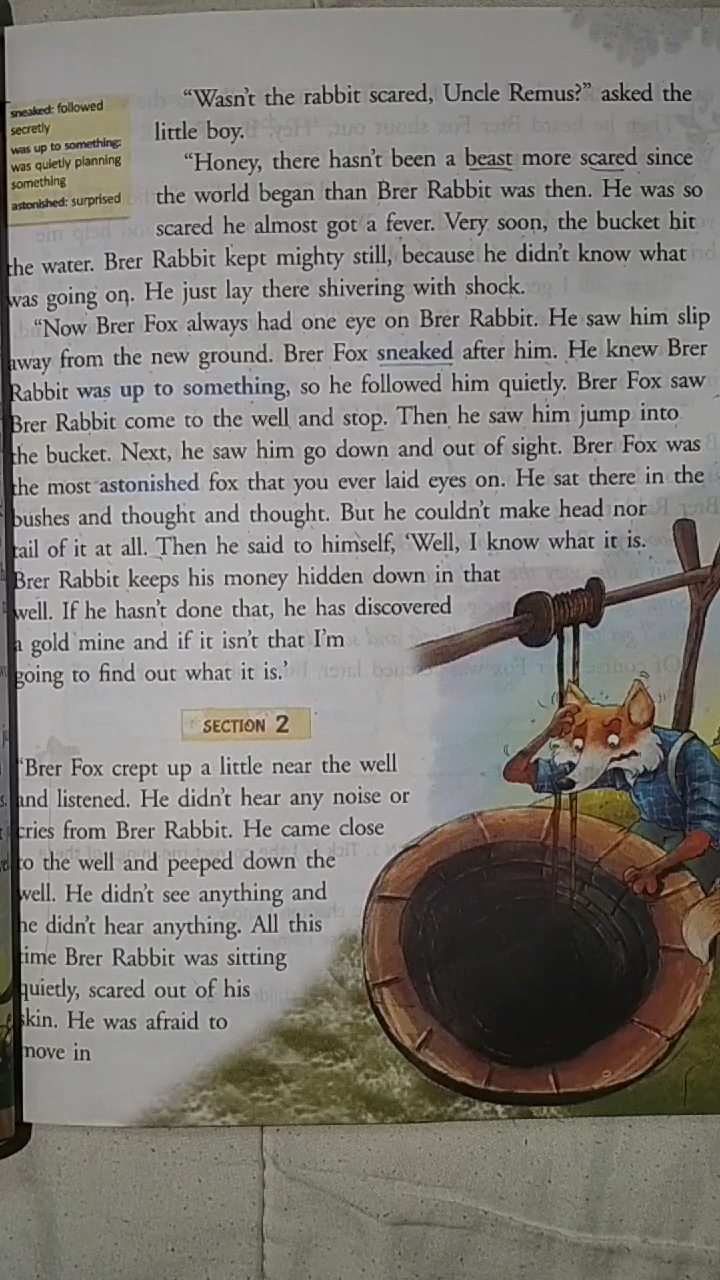 sneaked: followed
secretly
was up to something:
was quietly planning
something
astonished: surprised
“Wasn’t the rabbit scared, Uncle Remus?” asked the
little boy.
“Honey, there hasn’t been a beast more scared since
the world began than Brer Rabbit was then. He was so
scared he almost got a fever. Very soon, the bucket hit
the water. Brer Rabbit kept mighty still, because he didn’t know what
was going on. He just lay there shivering with shock.
“Now Brer Fox always had one eye on Brer Rabbit. He saw him slip
away from the new ground. Brer Fox sneaked after him. He knew Brer
Rabbit was up to something, so he followed him quietly. Brer Fox saw
Brer Rabbit come to the well and stop. Then he saw him jump into
the bucket. Next, he saw him go down and out of sight. Brer Fox was
the most astonished fox that you ever laid eyes on. He sat there in the
bushes and thought and thought. But he couldn’t make head nor
tail of it at all. Then he said to himself, ‘Well, I know what it is.
Brer Rabbit keeps his money hidden down in that
well. If he hasn’t done that, he has discovered
a gold mine and if it isn’t that I’m
going to find out what it is.’
SECTION 2
“Brer Fox crept up a little near the well
and listened. He didn’t hear any noise or
cries from Brer Rabbit. He came close
to the well and peeped down the
well. He didn’t see anything and
he didn’t hear anything. All this
time Brer Rabbit was sitting
quietly, scared out of his
skin. He was afraid to
move in